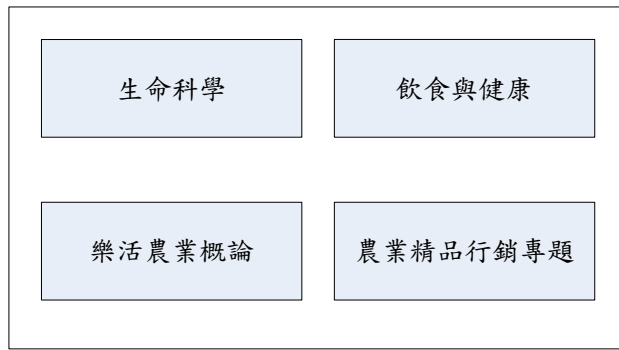 生命科學
飲食與健康
樂活農業概論
農業精品行銷專題